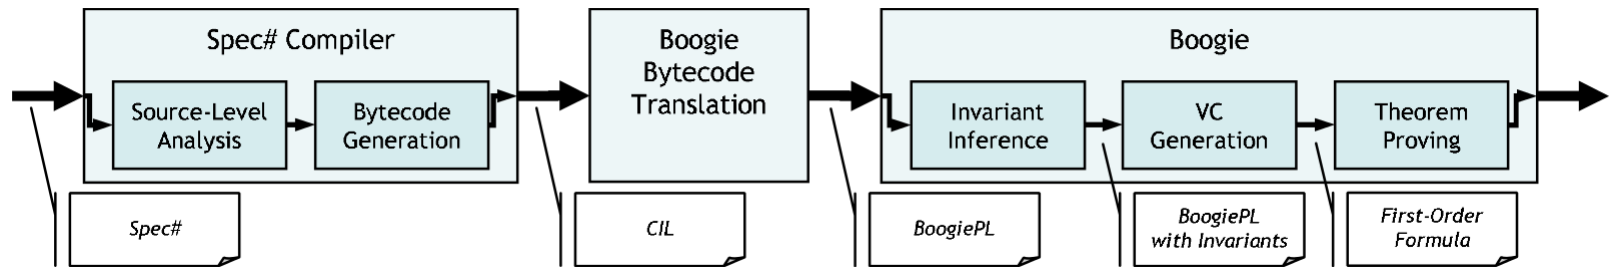 Spec# Compiler
Source-Level
Analysis
Bytecode
Generation
Boogie
Bytecode
Translation
Boogie
Invariant
Inference
VC
Generation
Theorem
Proving
Spec#
CIL
BoogiePL
BoogiePL
with Invariants
First-Order
Formula